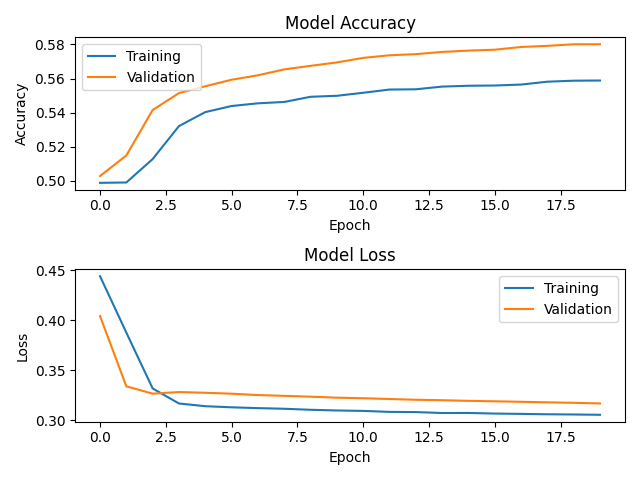 Model Accuracy
0.58
0.56
0.54
0.52
0.50
Accuracy
Training
Validation
0.0 2.5 5.0 7.5 10.0 12.5 15.0 17.5
Epoch
Model Loss
0.45
0.40
0.35
0.30
Loss
Training
Validation
0.0 2.5 5.0 7.5 10.0 12.5 15.0 17.5
Epoch